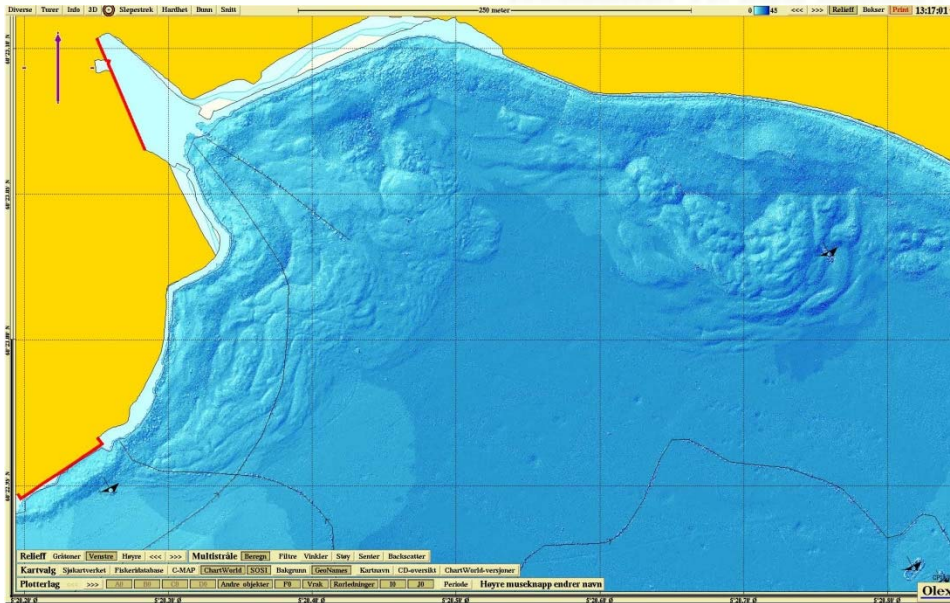 Diverse Turer Info 3D Slepestrek Hardhet Bunn Snitt 250 meter 0 45 <<< >>> Relieff Bokser Print 13:17:01
Relieff Gråtoner Venstre Høyre <<< >>> Multistråle Beregn Filtre Vinkler Støy Senter Backscatter
Kartvalg Sjøkartverket Fiskeridatabase C-MAP ChartWorld SOSI Bakgrunn GeoNames Kartnavn CD-oversikt ChartWorld-versjoner
Plotterlag <<< >>> A0 B0 C0 D0 Andre objekter F0 Vrak Rørledninger I0 J0 Periode Høyre museknapp endrer navn
Olex